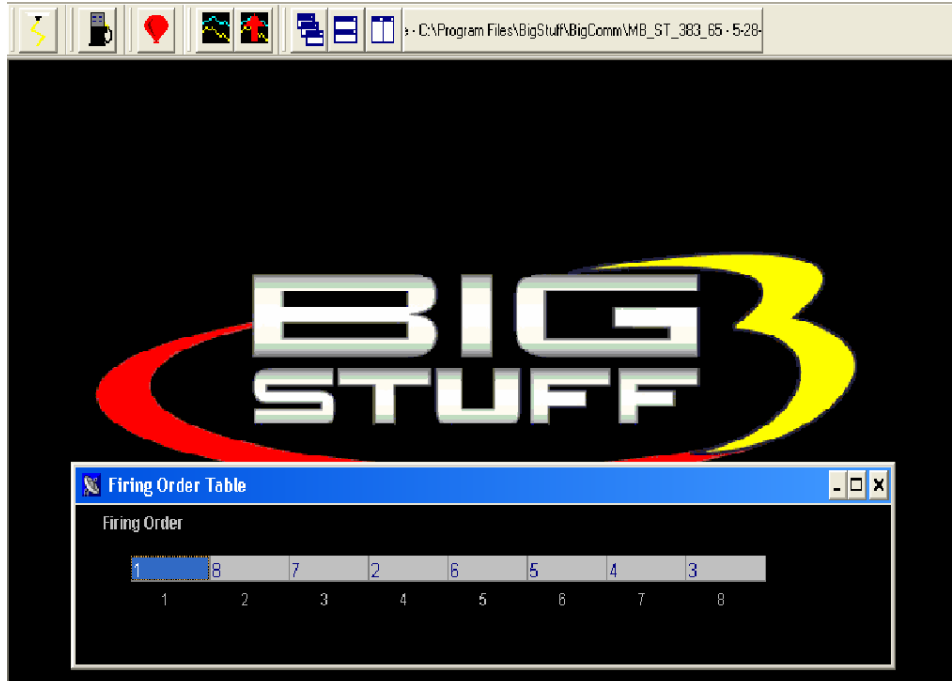 - C:\Program Files\BigStuff\BigComm\MB_ST_383_65 - 5-28-
BIG 3
STUFF
Firing Order Table
Firing Order
1 8 7 2 6 5 4 3
1 2 3 4 5 6 7 8